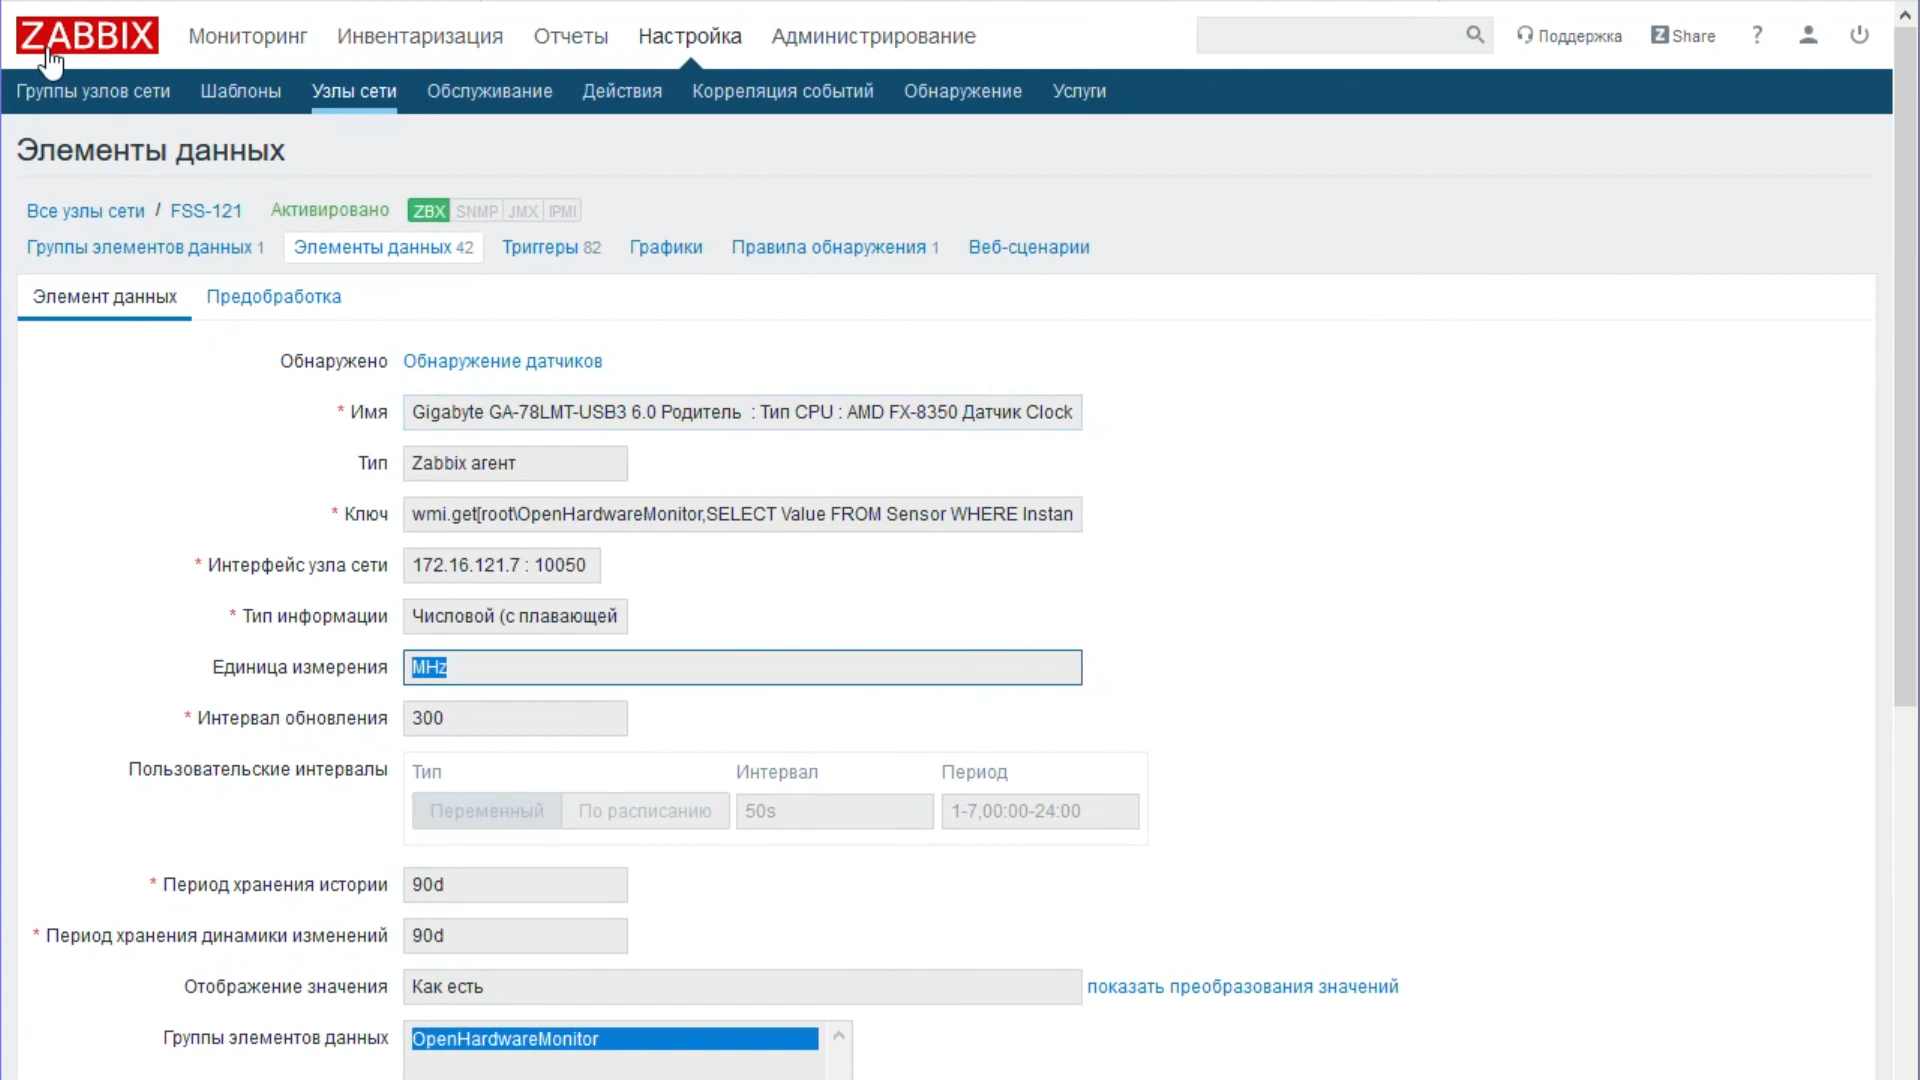 ZABBIX Мониторинг Инвентаризация Отчеты Настройка Администрирование Поддержка Z Share ?
Группы узлов сети Шаблоны Узлы сети Обслуживание Действия Корреляция событий Обнаружение Услуги
Элементы данных
Все узлы сети / FSS-121 Активировано ZBX SNMP JMX IPMI
Группы элементов данных 1 Элементы данных 42 Триггеры 82 Графики Правила обнаружения 1 Веб-сценарии
Элемент данных Предобработка
Обнаружено Обнаружение датчиков
* Имя Gigabyte GA-78LMT-USB3 6.0 Родитель : Тип CPU : AMD FX-8350 Датчик Clock
Тип Zabbix агент
* Ключ wmi.get[root\OpenHardwareMonitor,SELECT Value FROM Sensor WHERE Instan
* Интерфейс узла сети 172.16.121.7 : 10050
* Тип информации Числовой (с плавающей
Единица измерения MHz
* Интервал обновления 300
Пользовательские интервалы Тип Интервал Период
Переменный По расписанию 50s 1-7,00:00-24:00
* Период хранения истории 90d
* Период хранения динамики изменений 90d
Отображение значения Как есть показать преобразования значений
Группы элементов данных OpenHardwareMonitor